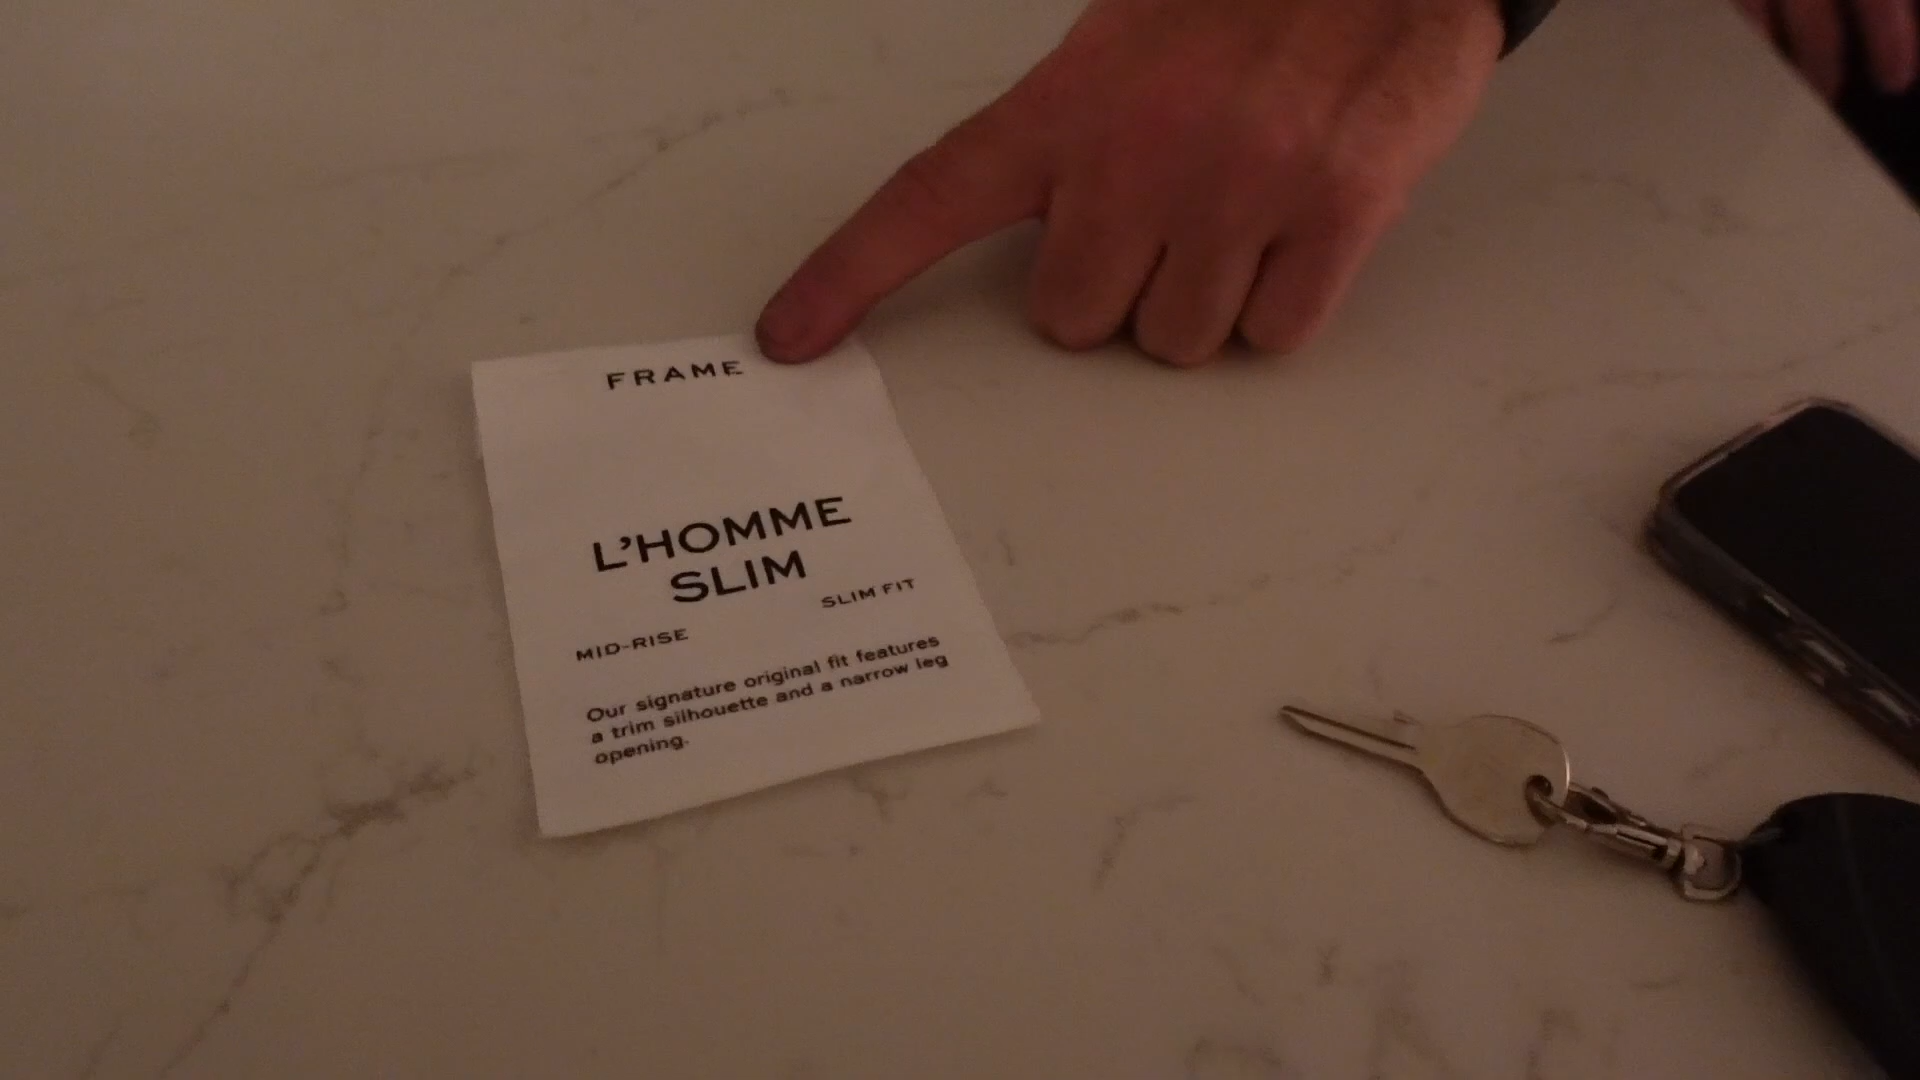 FRAME
L'HOMME
SLIM
SLIM FIT
MID-RISE
Our signature original fit features
a trim silhouette and a narrow leg
opening.